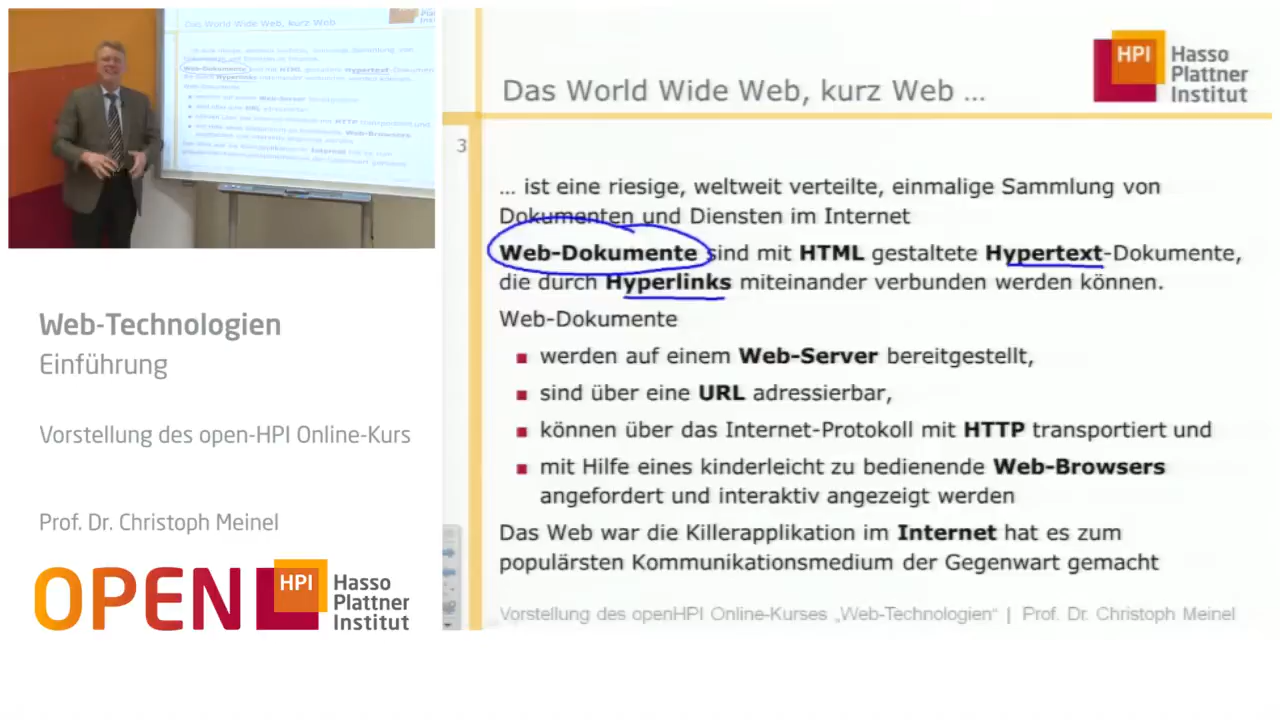 Das World Wide Web, kurz Web
Das World Wide Web, kurz Web ...
HPI Hasso
Plattner
Institut
3
... ist eine riesige, weltweit verteilte, einmalige Sammlung von
Dokumenten und Diensten im Internet
Web-Dokumente sind mit HTML gestaltete Hypertext-Dokumente,
die durch Hyperlinks miteinander verbunden werden können.
Web-Dokumente
werden auf einem Web-Server bereitgestellt,
sind über eine URL adressierbar,
können über das Internet-Protokoll mit HTTP transportiert und
mit Hilfe eines kinderleicht zu bedienende Web-Browsers
angefordert und interaktiv angezeigt werden
Das Web war die Killerapplikation im Internet hat es zum
populärsten Kommunikationsmedium der Gegenwart gemacht
Vorstellung des openHPI Online-Kurses „Web-Technologien“ | Prof. Dr. Christoph Meinel
Web-Technologien
Einführung
Vorstellung des open-HPI Online-Kurs
Prof. Dr. Christoph Meinel
OPEN HPI Hasso
Plattner
Institut